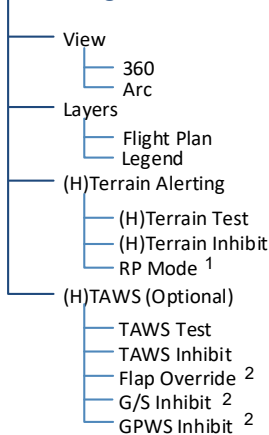 View
360
Arc
Layers
Flight Plan
Legend
(H)Terrain Alerting
(H)Terrain Test
(H)Terrain Inhibit
RP Mode 1
(H)TAWS (Optional)
TAWS Test
TAWS Inhibit
Flap Override 2
G/S Inhibit 2
GPWS Inhibit 2